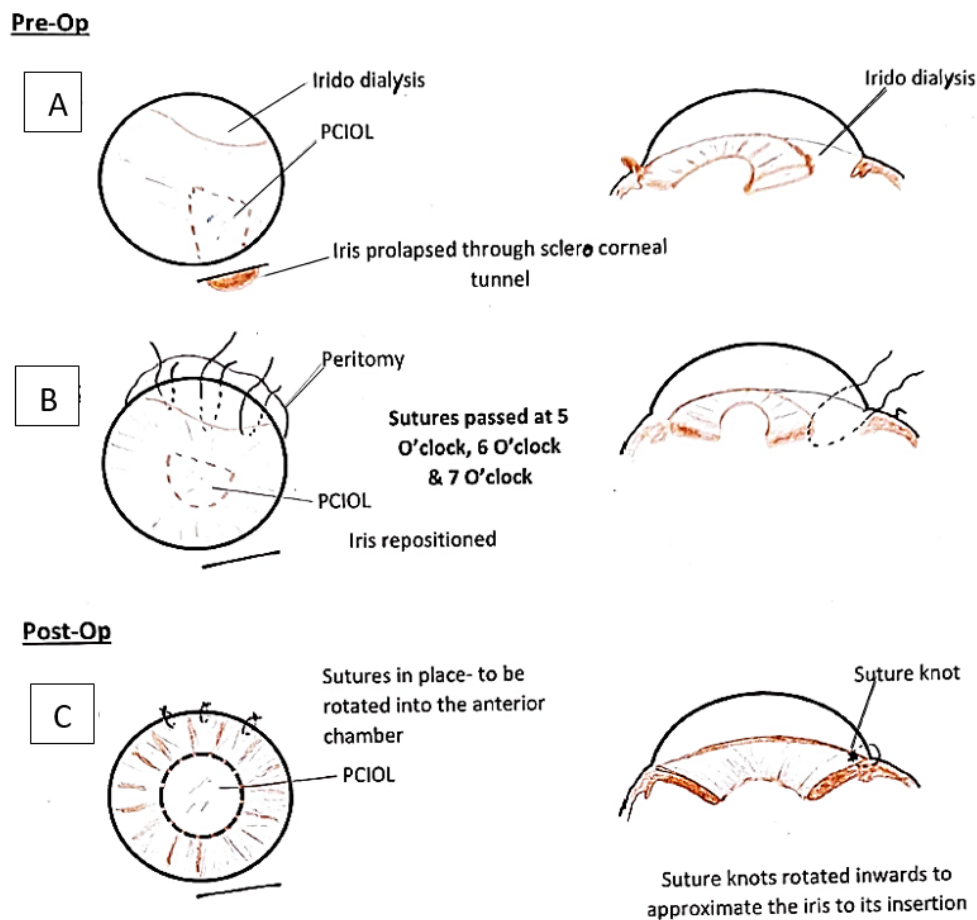 Pre-Op
A
Irido dialysis
PCIOL
Iris prolapsed through sclero corneal
tunnel
Irido dialysis
B
Peritomy
Sutures passed at 5
O'clock, 6 O'clock
& 7 O'clock
PCIOL
Iris repositioned
Post-Op
C
Sutures in place- to be
rotated into the anterior
chamber
PCIOL
Suture knot
Suture knots rotated inwards to
approximate the iris to its insertion